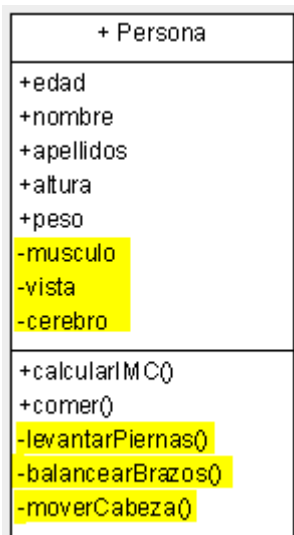 + Persona
+edad
+nombre
+apellidos
+altura
+peso
-musculo
-vista
-cerebro
+calcularIMC()
+comer()
-levantarPiernas()
-balancearBrazos()
-moverCabeza()